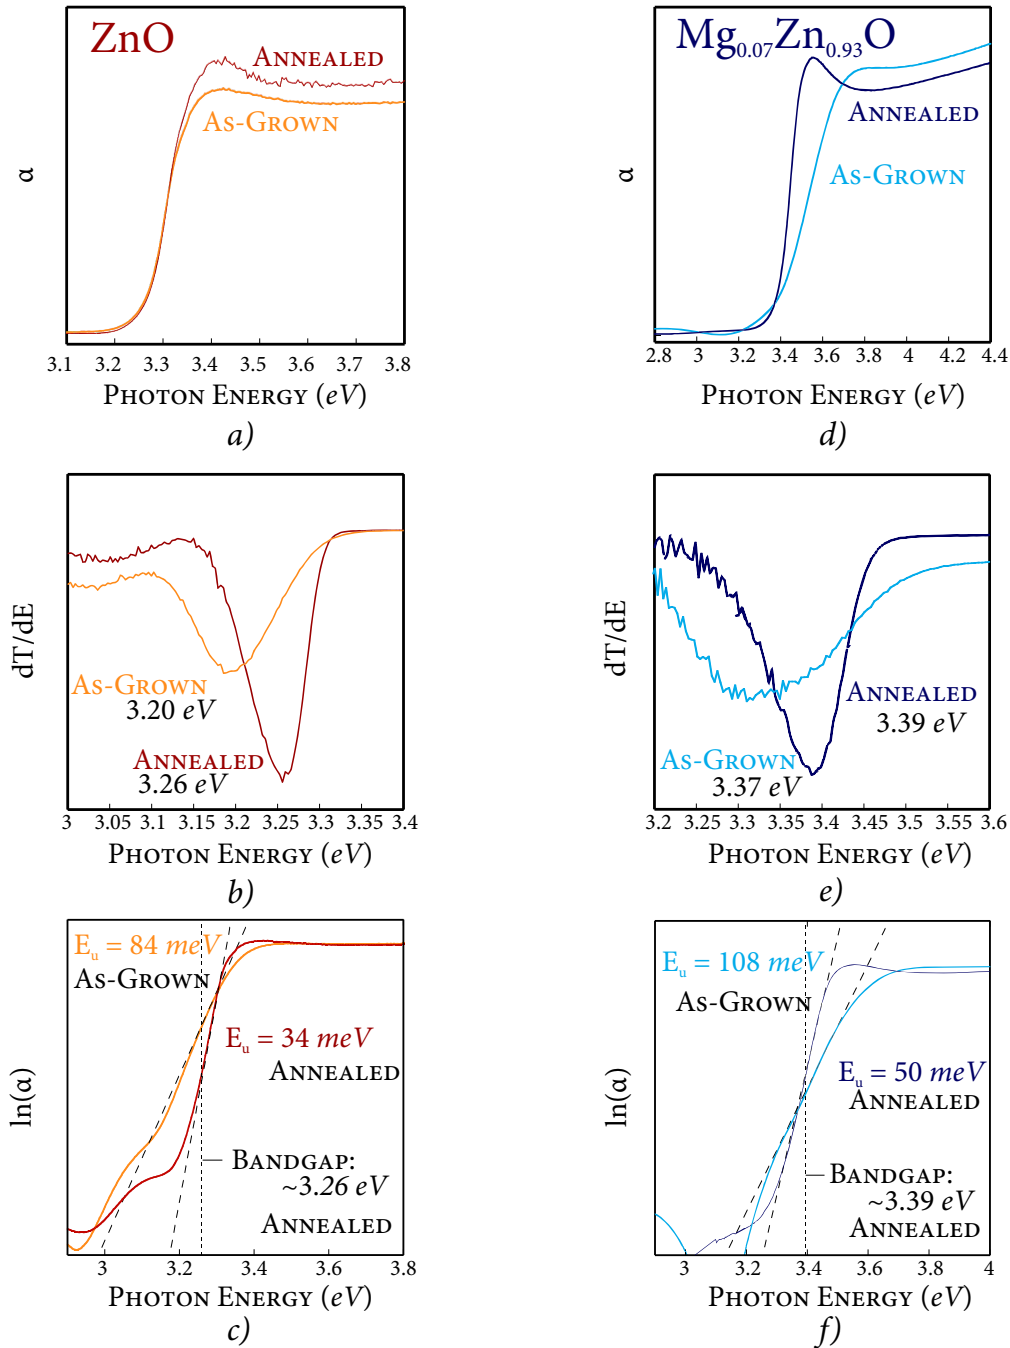 ZnO
ANNEALED
AS-GROWN
α
3.1 3.2 3.3 3.4 3.5 3.6 3.7 3.8
PHOTON ENERGY (eV)
a)
Mg0.07Zn0.93O
ANNEALED
AS-GROWN
α
2.8 3 3.2 3.4 3.6 3.8 4 4.2 4.4
PHOTON ENERGY (eV)
d)
dT/dE
AS-GROWN
3.20 eV
ANNEALED
3.26 eV
3 3.05 3.1 3.15 3.2 3.25 3.3 3.35 3.4
PHOTON ENERGY (eV)
b)
dT/dE
ANNEALED
3.39 eV
AS-GROWN
3.37 eV
3.2 3.25 3.3 3.35 3.4 3.45 3.5 3.55 3.6
PHOTON ENERGY (eV)
e)
Eu = 84 meV
AS-GROWN
Eu = 34 meV
ANNEALED
ln(α)
BANDGAP:
~3.26 eV
ANNEALED
3 3.2 3.4 3.6 3.8
PHOTON ENERGY (eV)
c)
Eu = 108 meV
AS-GROWN
Eu = 50 meV
ANNEALED
ln(α)
BANDGAP:
~3.39 eV
ANNEALED
3 3.2 3.4 3.6 3.8 4
PHOTON ENERGY (eV)
f)